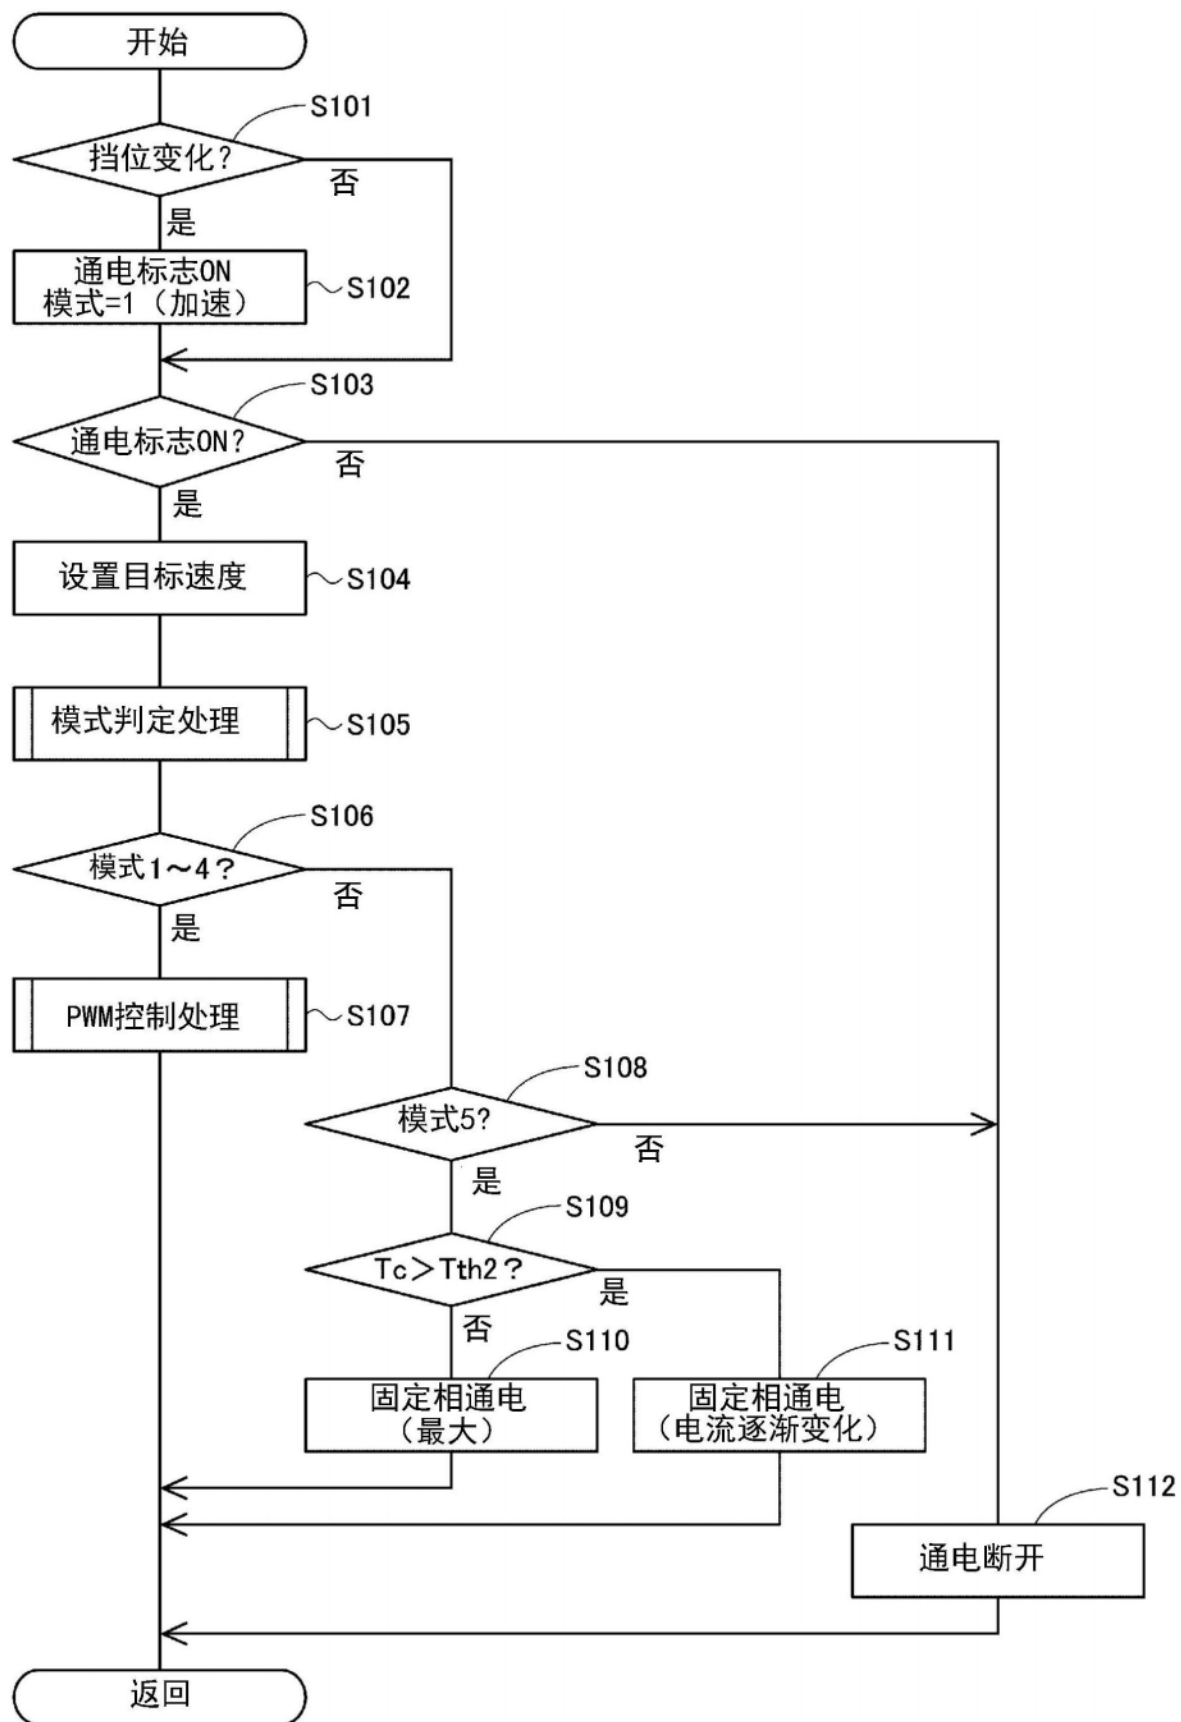 开始
S101
挡位变化？
否
是
通电标志ON
模式=1（加速）
S102
S103
通电标志ON？
否
是
设置目标速度
S104
模式判定处理
S105
S106
模式1～4？
否
是
PWM控制处理
S107
S108
模式5?
否
是
S109
Tc＞Tth2？
是
否
S110
固定相通电
（最大）
S111
固定相通电
（电流逐渐变化）
S112
通电断开
返回